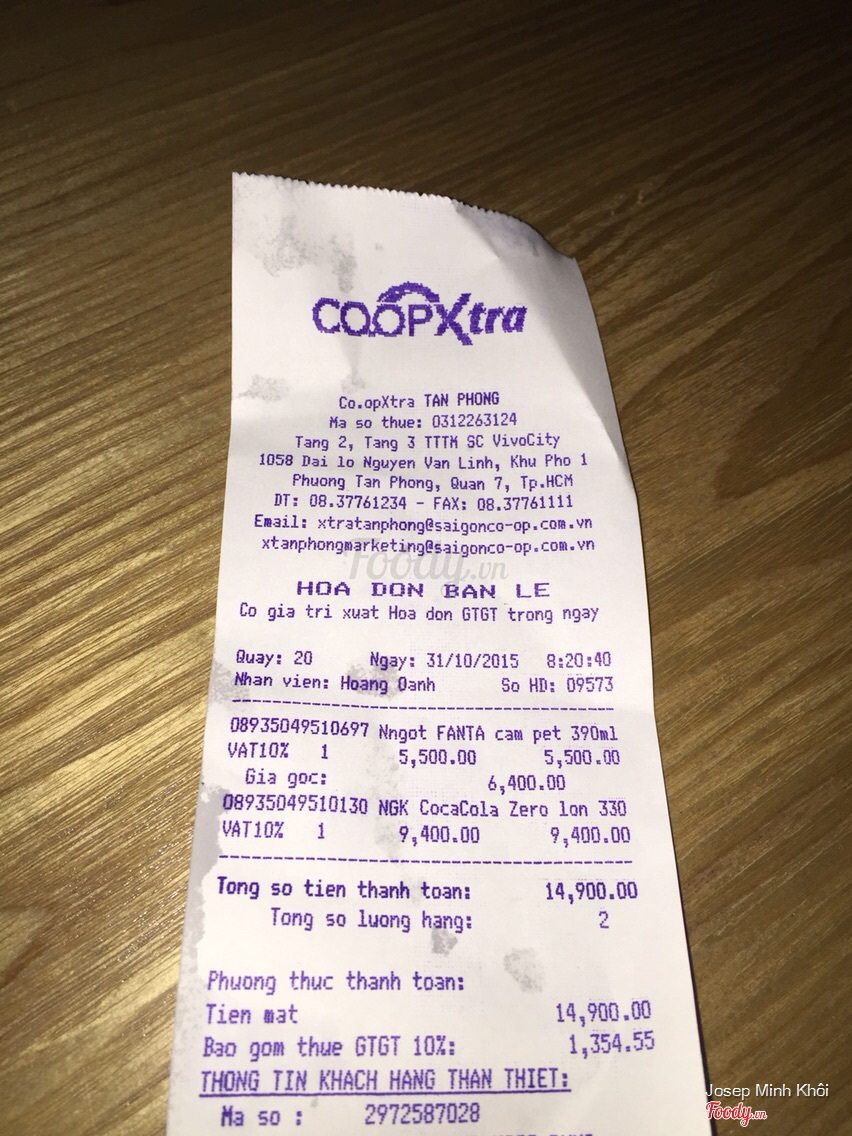 CO.OPXtra
Co.opXtra TAN PHONG
Ma so thue: 0312263124
Tang 2, Tang 3 TTTM SC VivoCity
1058 Dai lo Nguyen Van Linh, Khu Pho 1
Phuong Tan Phong, Quan 7, Tp.HCM
DT: 08.37761234 - FAX: 08.37761111
Email: xtratanphong@saigonco-op.com.vn
xtanphongmarketing@saigonco-op.com.vn
Foody.vn
HOA DON BAN LE
Co gia tri xuat Hoa don GTGT trong ngay
Quay: 20 Ngay: 31/10/2015 8:20:40
Nhan vien: Hoang Oanh So HD: 09573
08935049510697 Nngot FANTA cam pet 390ml
VAT10% 1 5,500.00 5,500.00
Gia goc: 6,400.00
08935049510130 NGK CocaCola Zero lon 330
VAT10% 1 9,400.00 9,400.00
Tong so tien thanh toan: 14,900.00
Tong so luong hang: 2
Phuong thuc thanh toan:
Tien mat 14,900.00
Bao gom thue GTGT 10%: 1,354.55
THONG TIN KHACH HANG THAN THIET:
Ma so : 2972587028
Josep Minh Khôi
Foody.vn